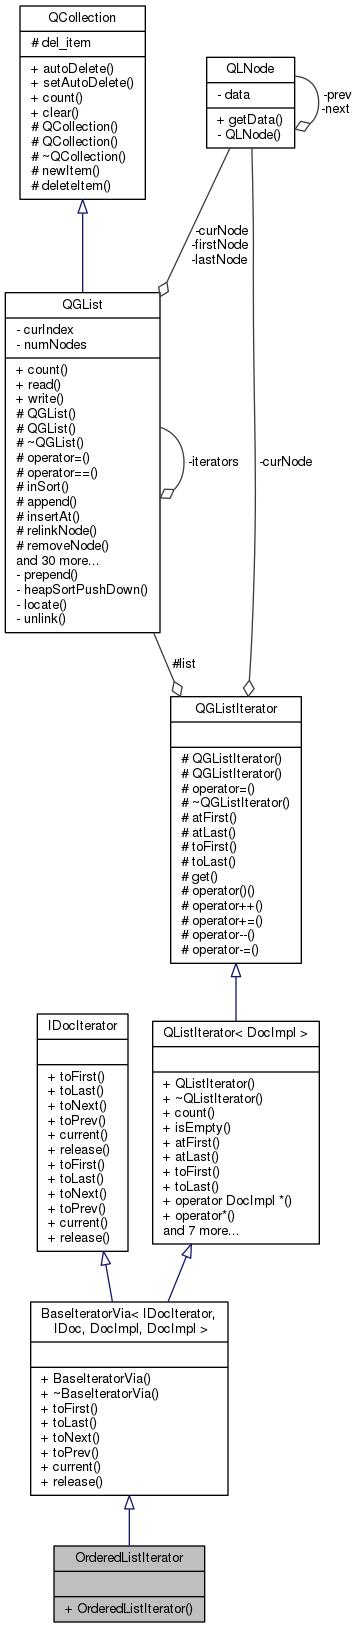 QCollection
# del_item
+ autoDelete()
+ setAutoDelete()
+ count()
+ clear()
# QCollection()
# QCollection()
# ~QCollection()
# newItem()
# deleteItem()
QLNode
- data
+ getData()
- QLNode()
-prev
-next
-curNode
-firstNode
-lastNode
QGList
- curIndex
- numNodes
+ count()
+ read()
+ write()
# QGList()
# QGList()
# ~QGList()
# operator=()
# operator==()
# inSort()
# append()
# insertAt()
# relinkNode()
# removeNode()
and 30 more...
- prepend()
- heapSortPushDown()
- locate()
- unlink()
-iterators
-curNode
#list
QGListIterator
# QGListIterator()
# QGListIterator()
# operator=()
# ~QGListIterator()
# atFirst()
# atLast()
# toFirst()
# toLast()
# get()
# operator()()
# operator++()
# operator+=()
# operator--()
# operator-=()
IDocIterator
+ toFirst()
+ toLast()
+ toNext()
+ toPrev()
+ current()
+ release()
+ toFirst()
+ toLast()
+ toNext()
+ toPrev()
+ current()
+ release()
QListIterator< DocImpl >
+ QListIterator()
+ ~QListIterator()
+ count()
+ isEmpty()
+ atFirst()
+ atLast()
+ toFirst()
+ toLast()
+ operator DocImpl *()
+ operator*()
and 7 more...
BaseIteratorVia< IDocIterator,
IDoc, DocImpl, DocImpl >
+ BaseIteratorVia()
+ ~BaseIteratorVia()
+ toFirst()
+ toLast()
+ toNext()
+ toPrev()
+ current()
+ release()
OrderedListIterator
+ OrderedListIterator()